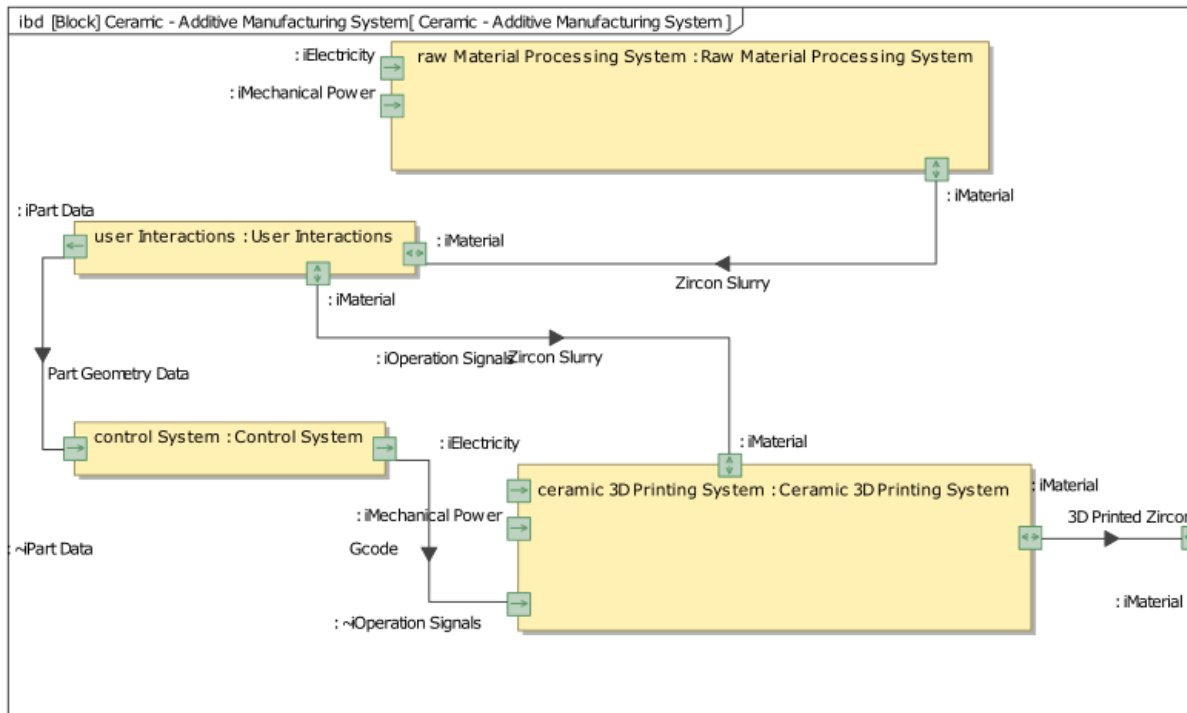 ibd [Block] Ceramic - Additive Manufacturing System[ Ceramic - Additive Manufacturing System ]
: iElectricity
raw Material Processing System : Raw Material Processing System
: iMechanical Power
: iMaterial
: iPart Data
user Interactions : User Interactions
: iMaterial
Zircon Slurry
: iMaterial
: iOperation Signals
Zircon Slurry
Part Geometry Data
control System : Control System
: iElectricity
: iMaterial
ceramic 3D Printing System : Ceramic 3D Printing System
: iMaterial
: iMechanical Power
3D Printed Zircon
: ~iPart Data
Gcode
: iMaterial
: ~iOperation Signals